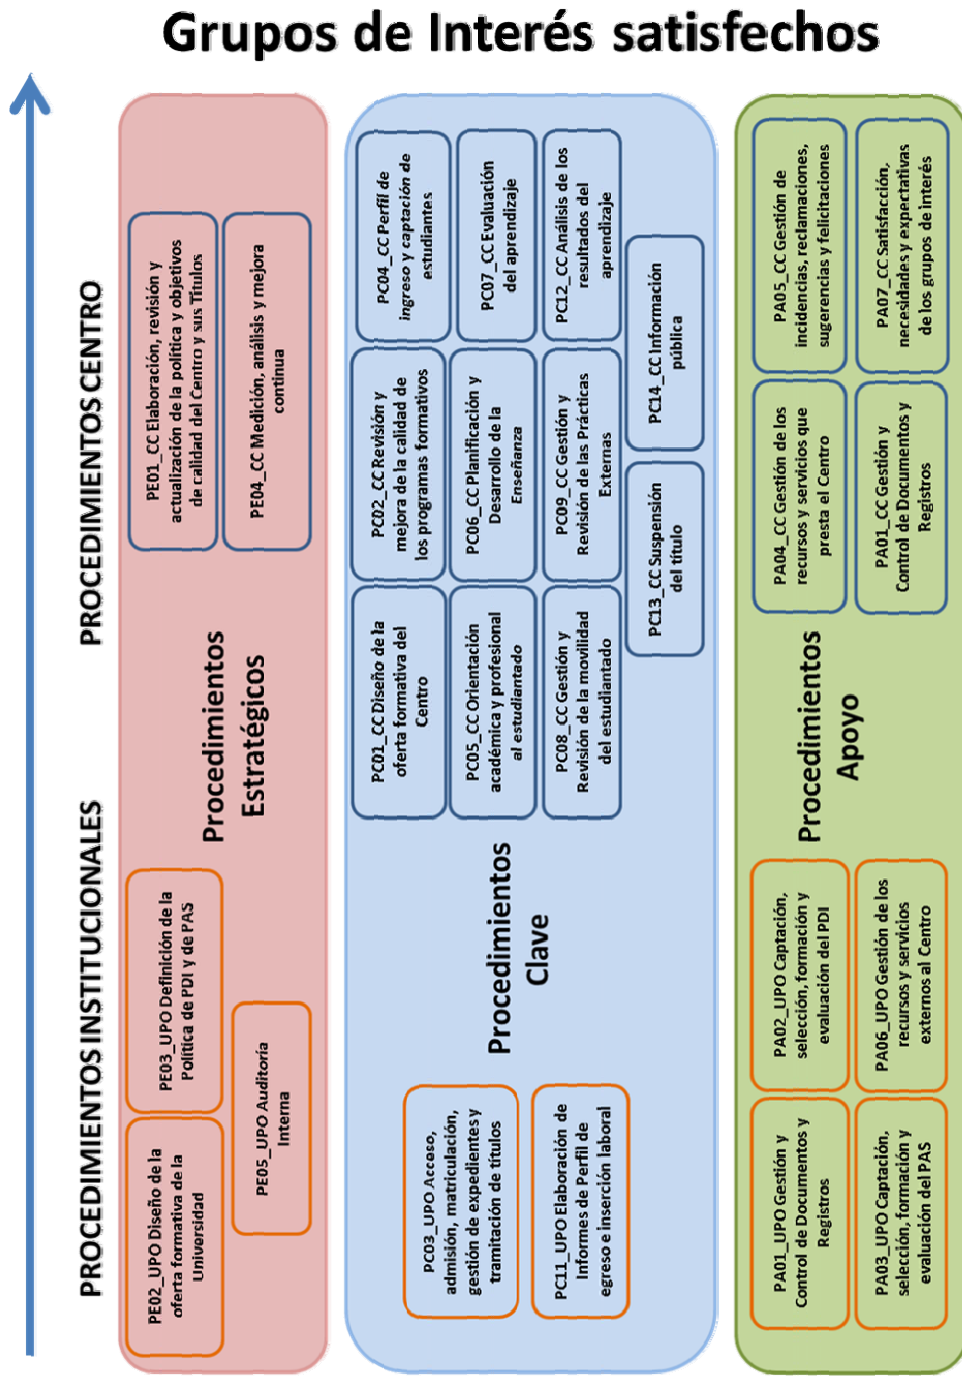 Grupos de Interés satisfechos
PROCEDIMIENTOS INSTITUCIONALES
PROCEDIMIENTOS CENTRO
PE02_UPO Diseño de la
oferta formativa de la
Universidad
PE03_UPO Definición de la
Política de PDI y de PAS
PE05_UPO Auditoría
Interna
Procedimientos
Estratégicos
PE01_CC Elaboración, revisión y
actualización de la política y objetivos
de calidad del Centro y sus Títulos
PE04_CC Medición, análisis y mejora
continua
PC03_UPO Acceso,
admisión, matriculación,
gestión de expedientes y
tramitación de títulos
PC11_UPO Elaboración de
Informes de Perfil de
egreso e inserción laboral
Procedimientos
Clave
PC01_CC Diseño de la
oferta formativa del
Centro
PC02_CC Revisión y
mejora de la calidad de
los programas formativos
PC04_CC Perfil de
ingreso y captación de
estudiantes
PC05_CC Orientación
académica y profesional
al estudiantado
PC06_CC Planificación y
Desarrollo de la
Enseñanza
PC07_CC Evaluación
del aprendizaje
PC08_CC Gestión y
Revisión de la movilidad
del estudiantado
PC09_CC Gestión y
Revisión de las Prácticas
Externas
PC12_CC Análisis de los
resultados del
aprendizaje
PC13_CC Suspensión
del título
PC14_CC Información
pública
PA01_UPO Gestión y
Control de Documentos y
Registros
PA02_UPO Captación,
selección, formación y
evaluación del PDI
PA03_UPO Captación,
selección, formación y
evaluación del PAS
PA06_UPO Gestión de los
recursos y servicios
externos al Centro
Procedimientos
Apoyo
PA04_CC Gestión de los
recursos y servicios que
presta el Centro
PA05_CC Gestión de
incidencias, reclamaciones,
sugerencias y felicitaciones
PA01_CC Gestión y
Control de Documentos y
Registros
PA07_CC Satisfacción,
necesidades y expectativas
de los grupos de interés